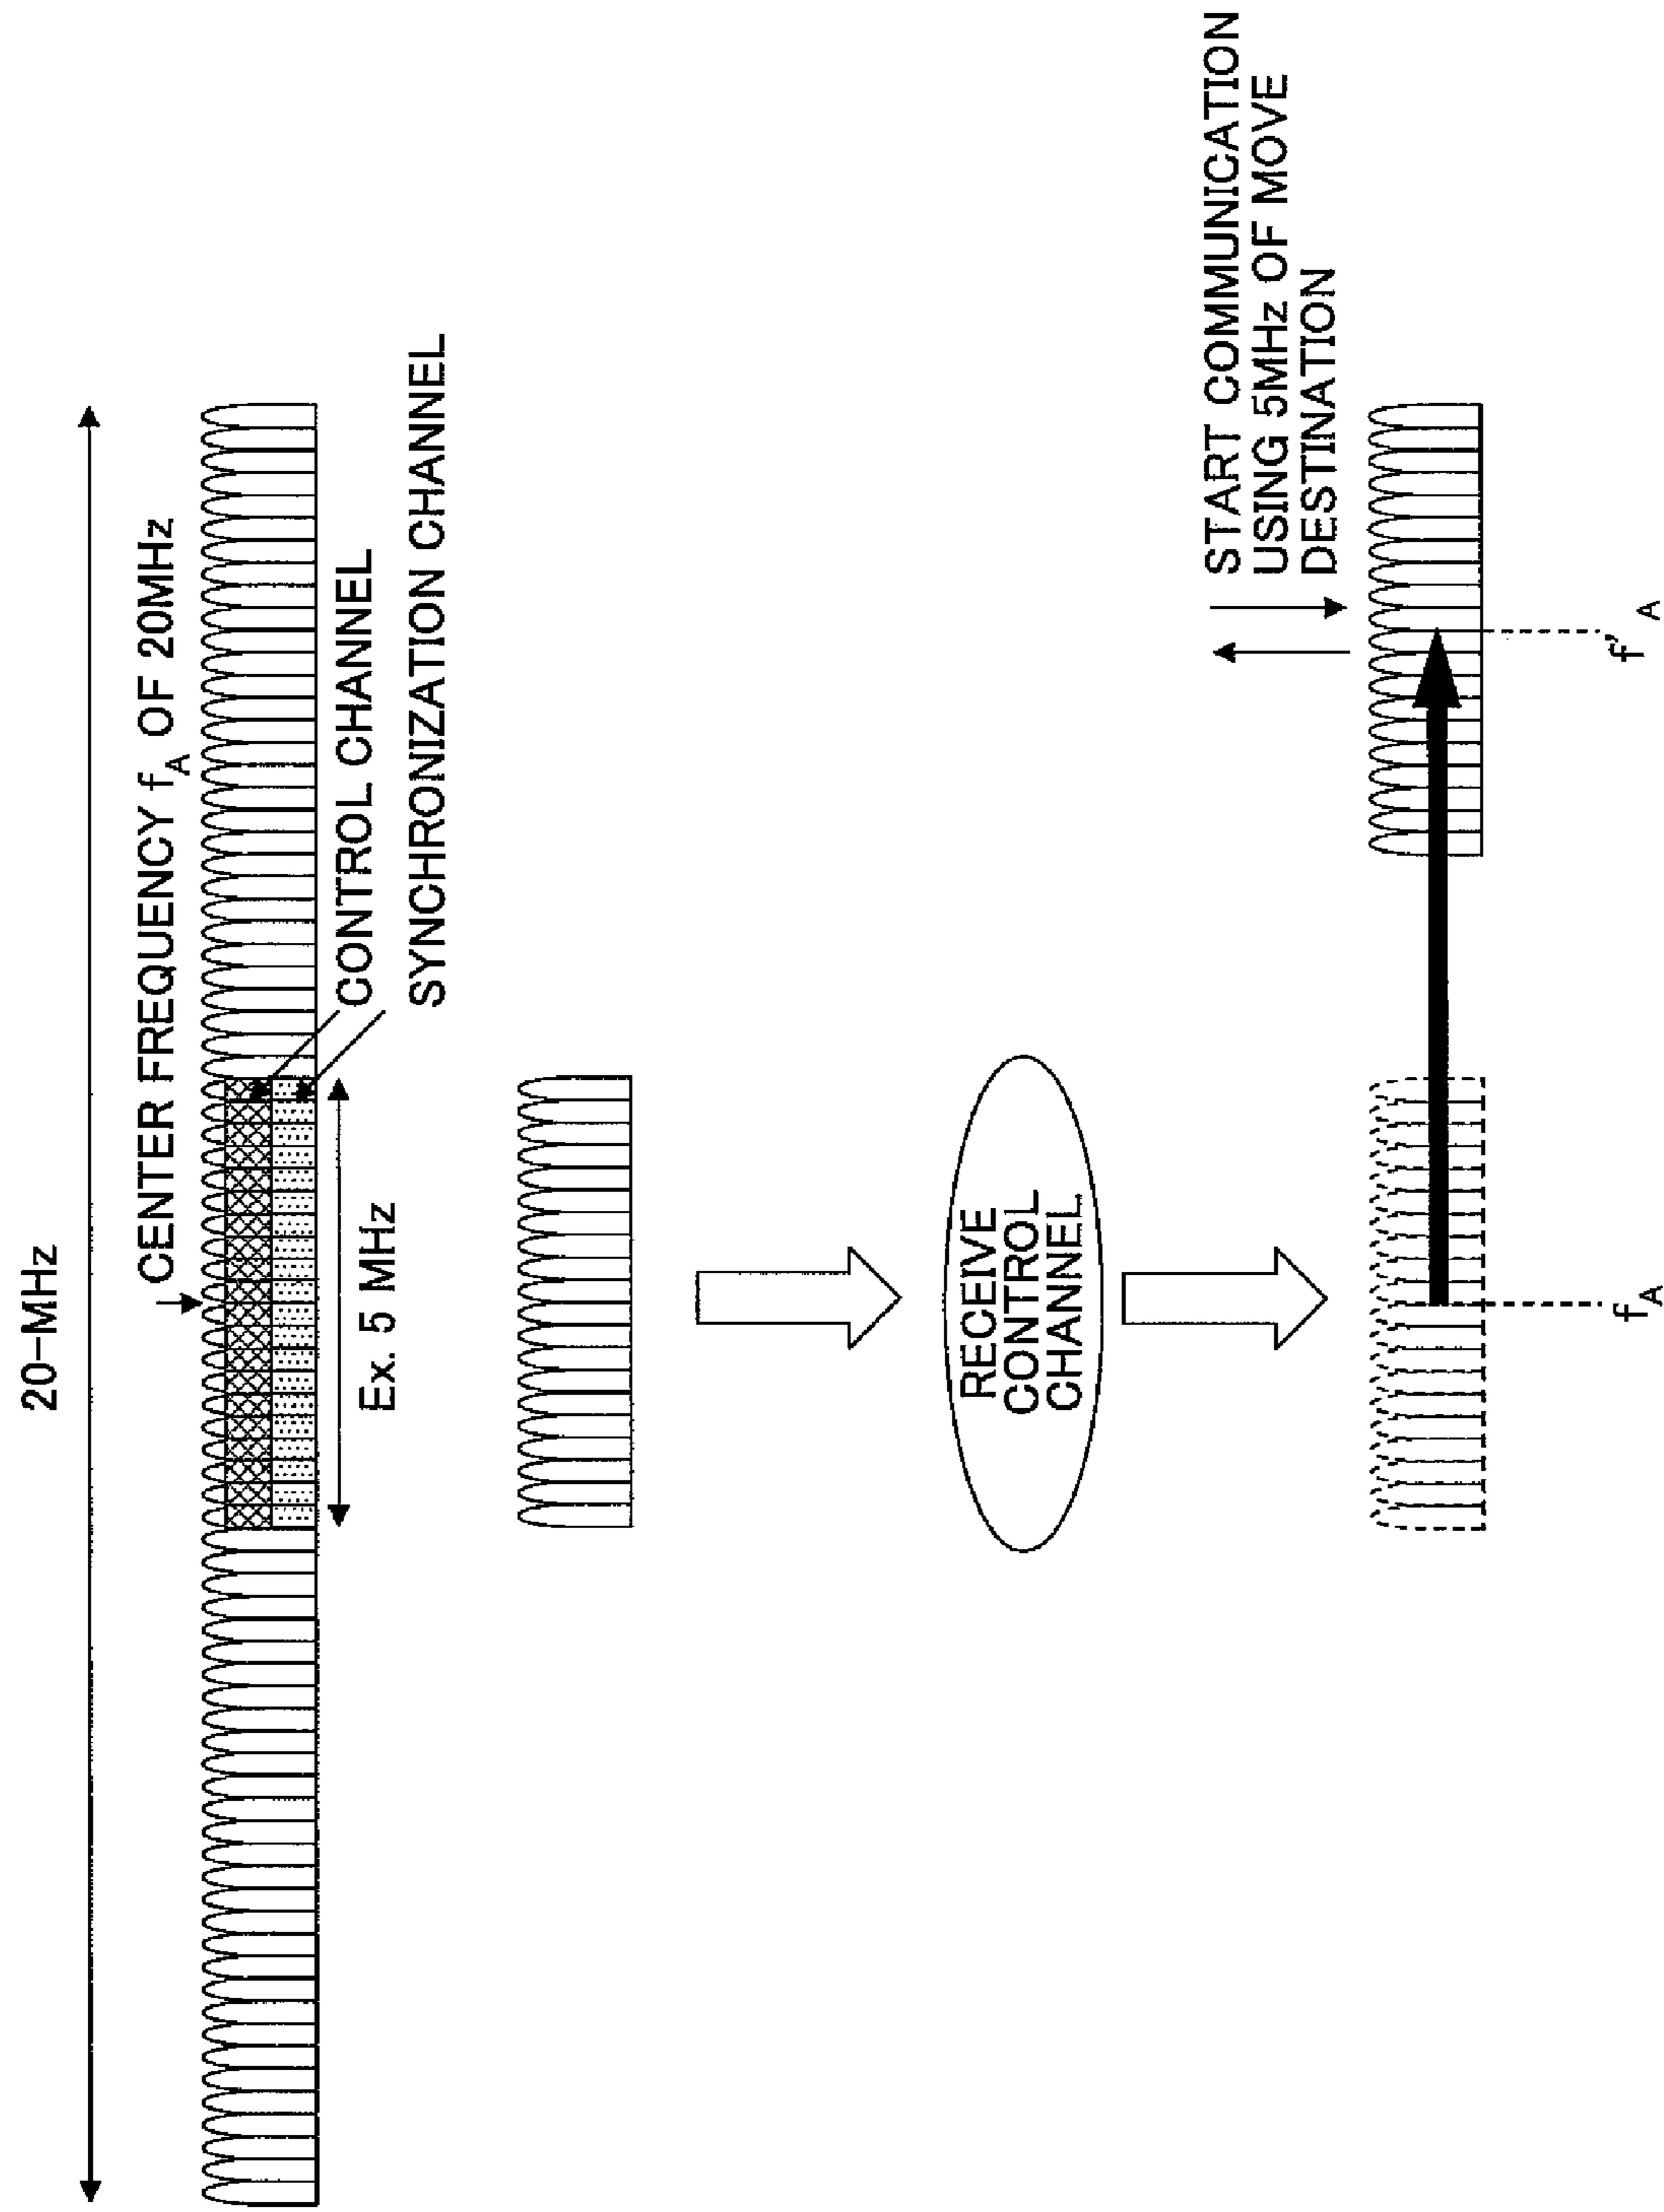 20-MHz
CENTER FREQUENCY fA OF 20MHz
CONTROL CHANNEL
SYNCHRONIZATION CHANNEL
Ex. 5 MHz
RECEIVE
CONTROL
CHANNEL
START COMMUNICATION
USING 5MHz OF MOVE
DESTINATION
fA
f'A